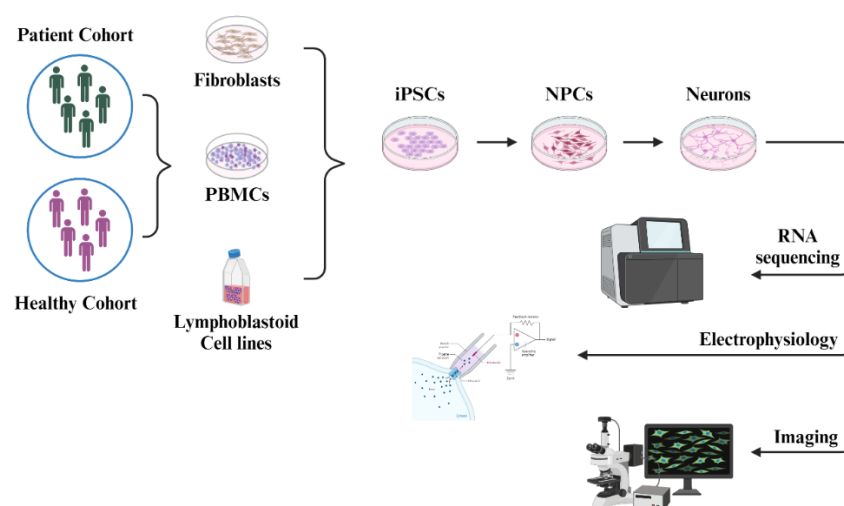 Patient Cohort
Healthy Cohort
Fibroblasts
PBMCs
Lymphoblastoid
Cell lines
iPSCs
NPCs
Neurons
RNA
sequencing
Electrophysiology
Imaging